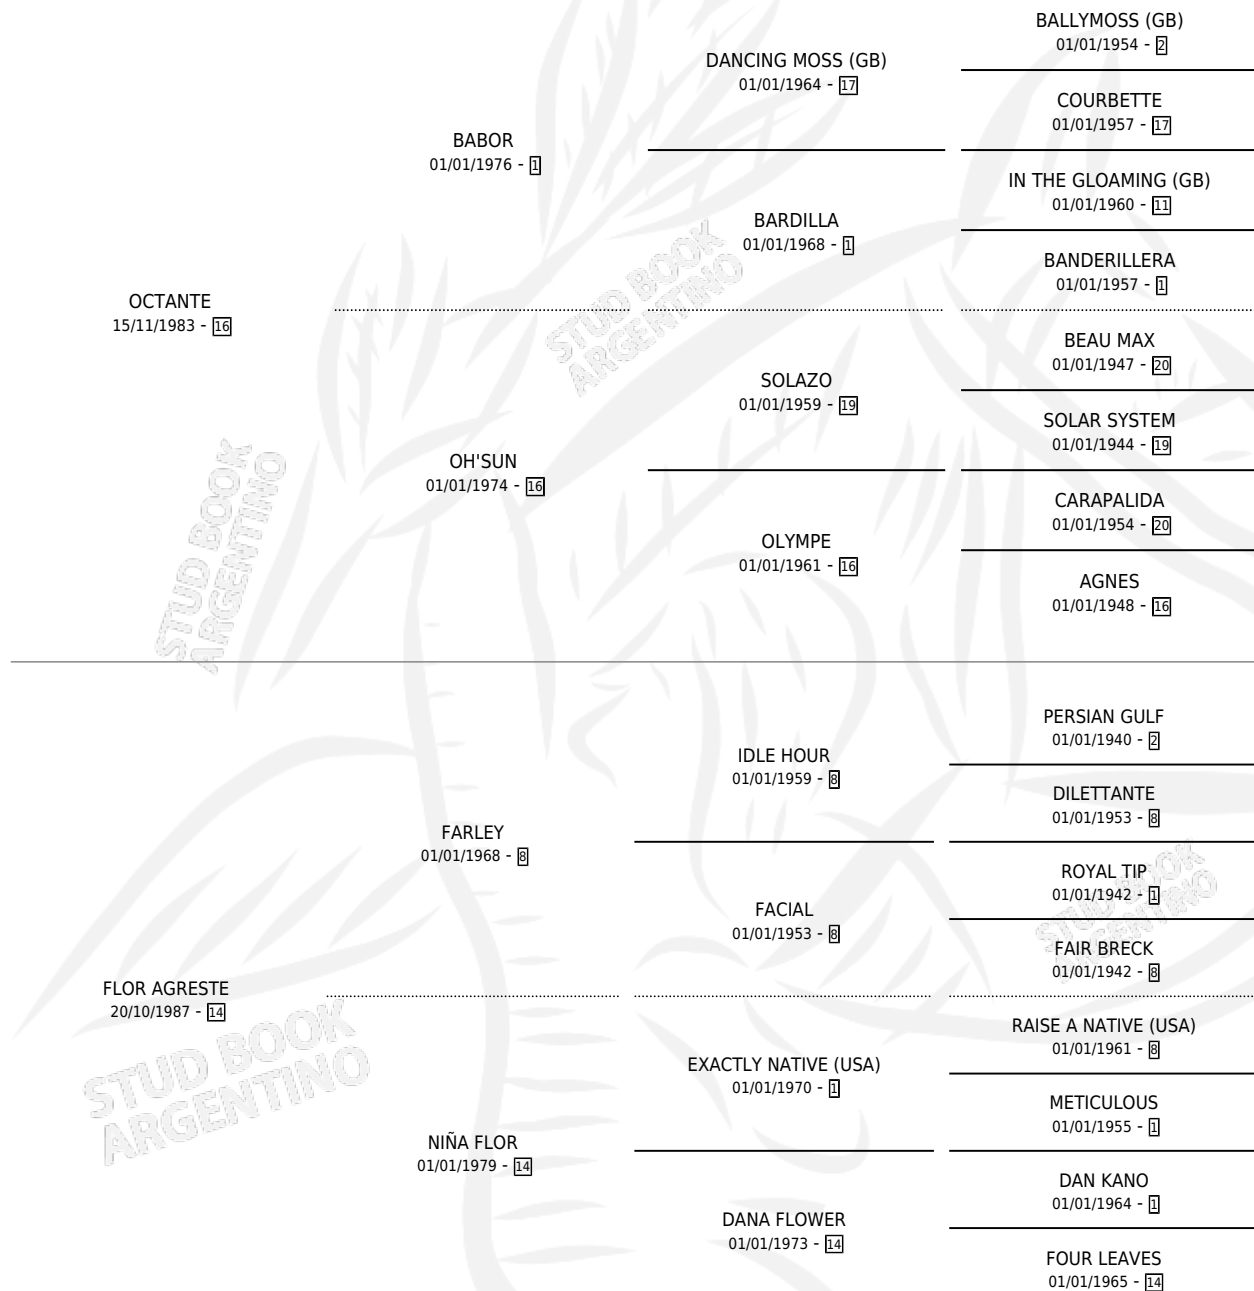 BALLYMOSS (GB)
01/01/1954 - 2
DANCING MOSS (GB)
01/01/1964 - 17
COURBETTE
01/01/1957 - 17
BABOR
01/01/1976 - 1
IN THE GLOAMING (GB)
01/01/1960 - 11
BARDILLA
01/01/1968 - 1
BANDERILLERA
01/01/1957 - 1
OCTANTE
15/11/1983 - 16
BEAU MAX
01/01/1947 - 20
SOLAZO
01/01/1959 - 19
SOLAR SYSTEM
01/01/1944 - 19
OH'SUN
01/01/1974 - 16
CARAPALIDA
01/01/1954 - 20
OLYMPE
01/01/1961 - 16
AGNES
01/01/1948 - 16
PERSIAN GULF
01/01/1940 - 2
IDLE HOUR
01/01/1959 - 8
DILETTANTE
01/01/1953 - 8
FARLEY
01/01/1968 - 8
ROYAL TIP
01/01/1942 - 1
FACIAL
01/01/1953 - 8
FAIR BRECK
01/01/1942 - 8
FLOR AGRESTE
20/10/1987 - 14
RAISE A NATIVE (USA)
01/01/1961 - 8
EXACTLY NATIVE (USA)
01/01/1970 - 1
METICULOUS
01/01/1955 - 1
NIÑA FLOR
01/01/1979 - 14
DAN KANO
01/01/1964 - 1
DANA FLOWER
01/01/1973 - 14
FOUR LEAVES
01/01/1965 - 14
STUD BOOK
ARGENTINO
STUD BOOK
ARGENTINO
STUD BOOK
ARGENTINO
STUD BOOK
ARGENTINO